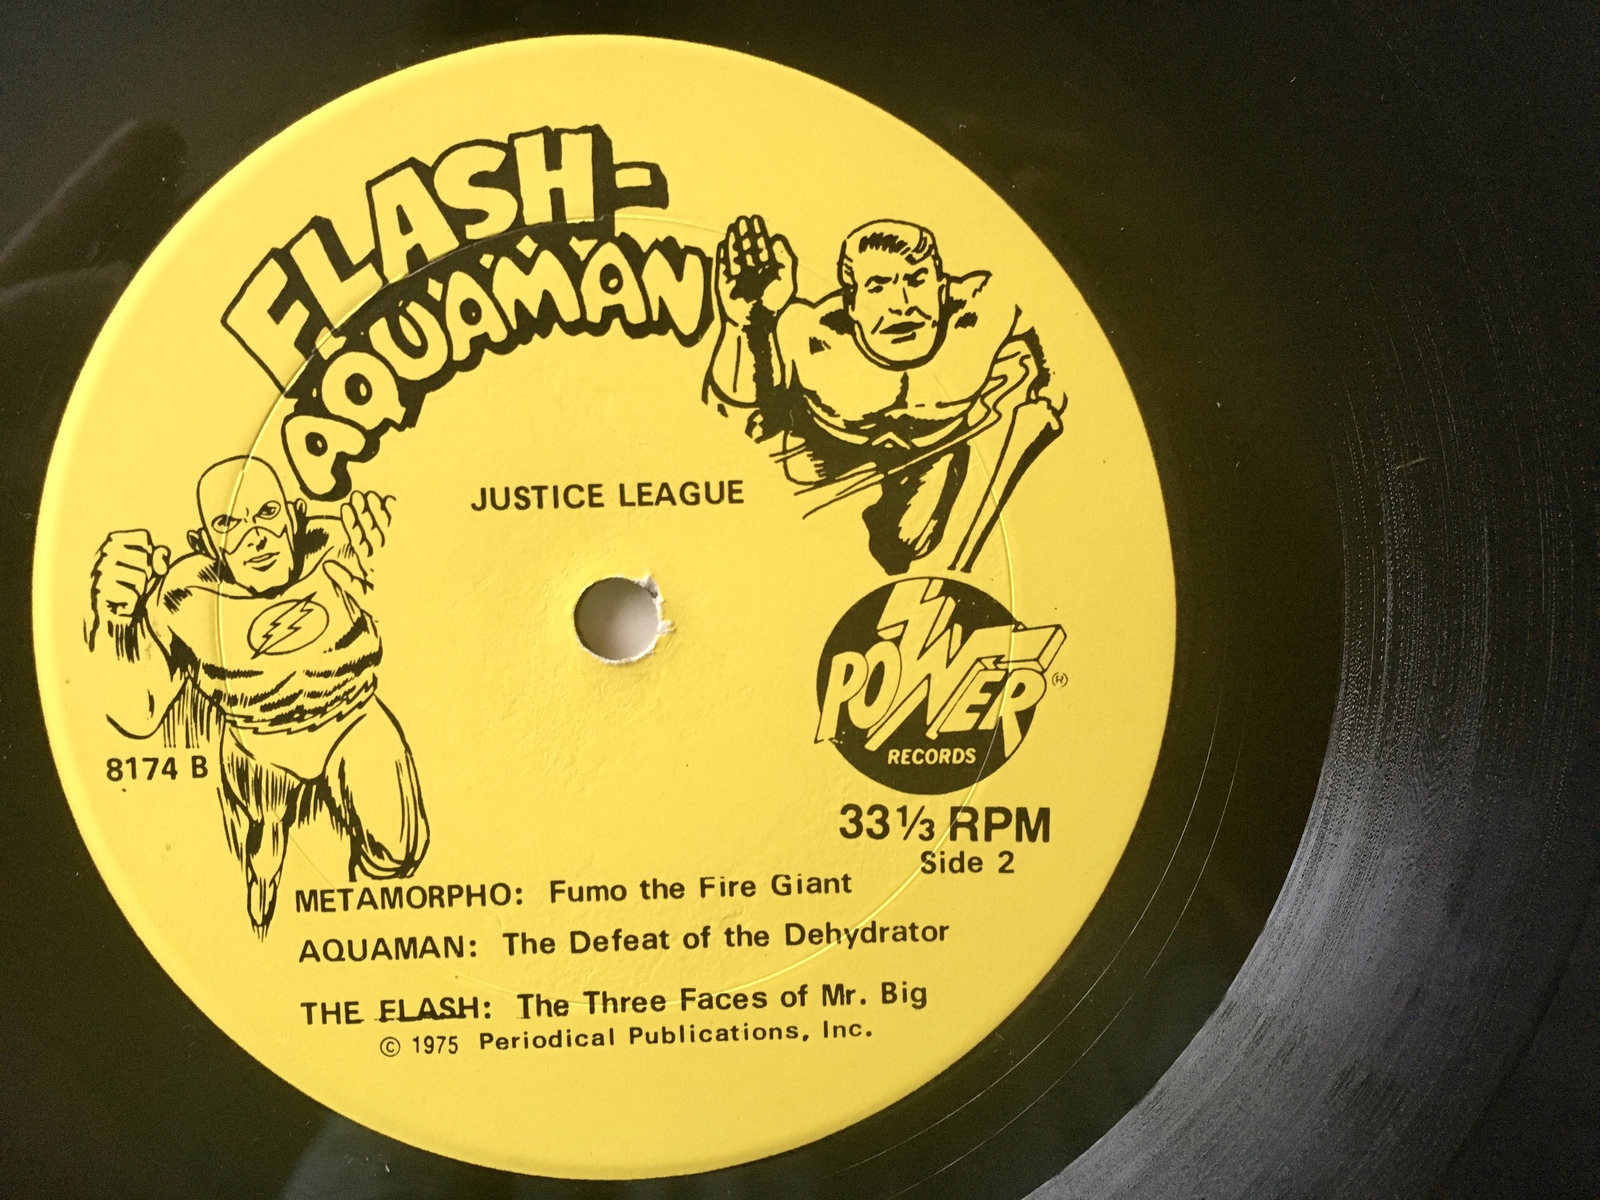 FLASH-
AQUAMAN
JUSTICE LEAGUE
POWER
RECORDS
8174 B
33⅓ RPM
Side 2
METAMORPHO: Fumo the Fire Giant
AQUAMAN: The Defeat of the Dehydrator
THE FLASH: The Three Faces of Mr. Big
© 1975 Periodical Publications, Inc.